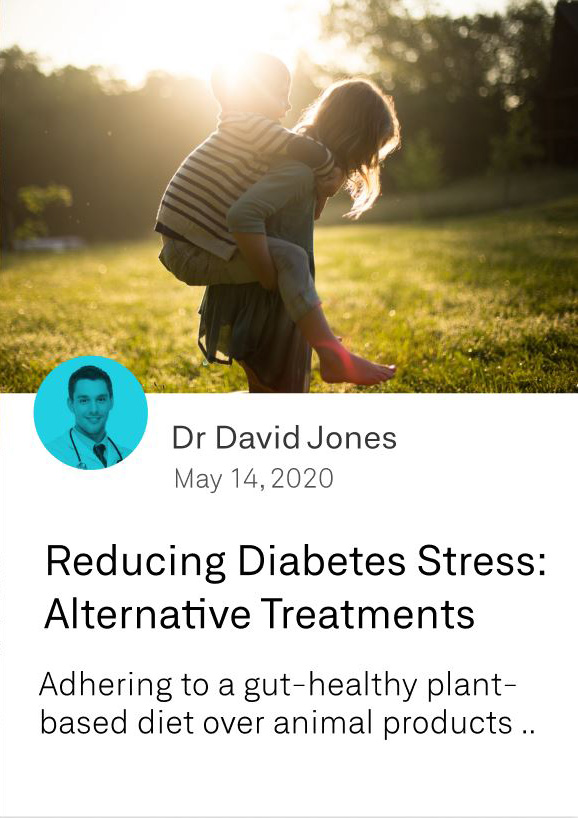 Dr David Jones
May 14, 2020
Reducing Diabetes Stress:
Alternative Treatments
Adhering to a gut-healthy plant-
based diet over animal products ..